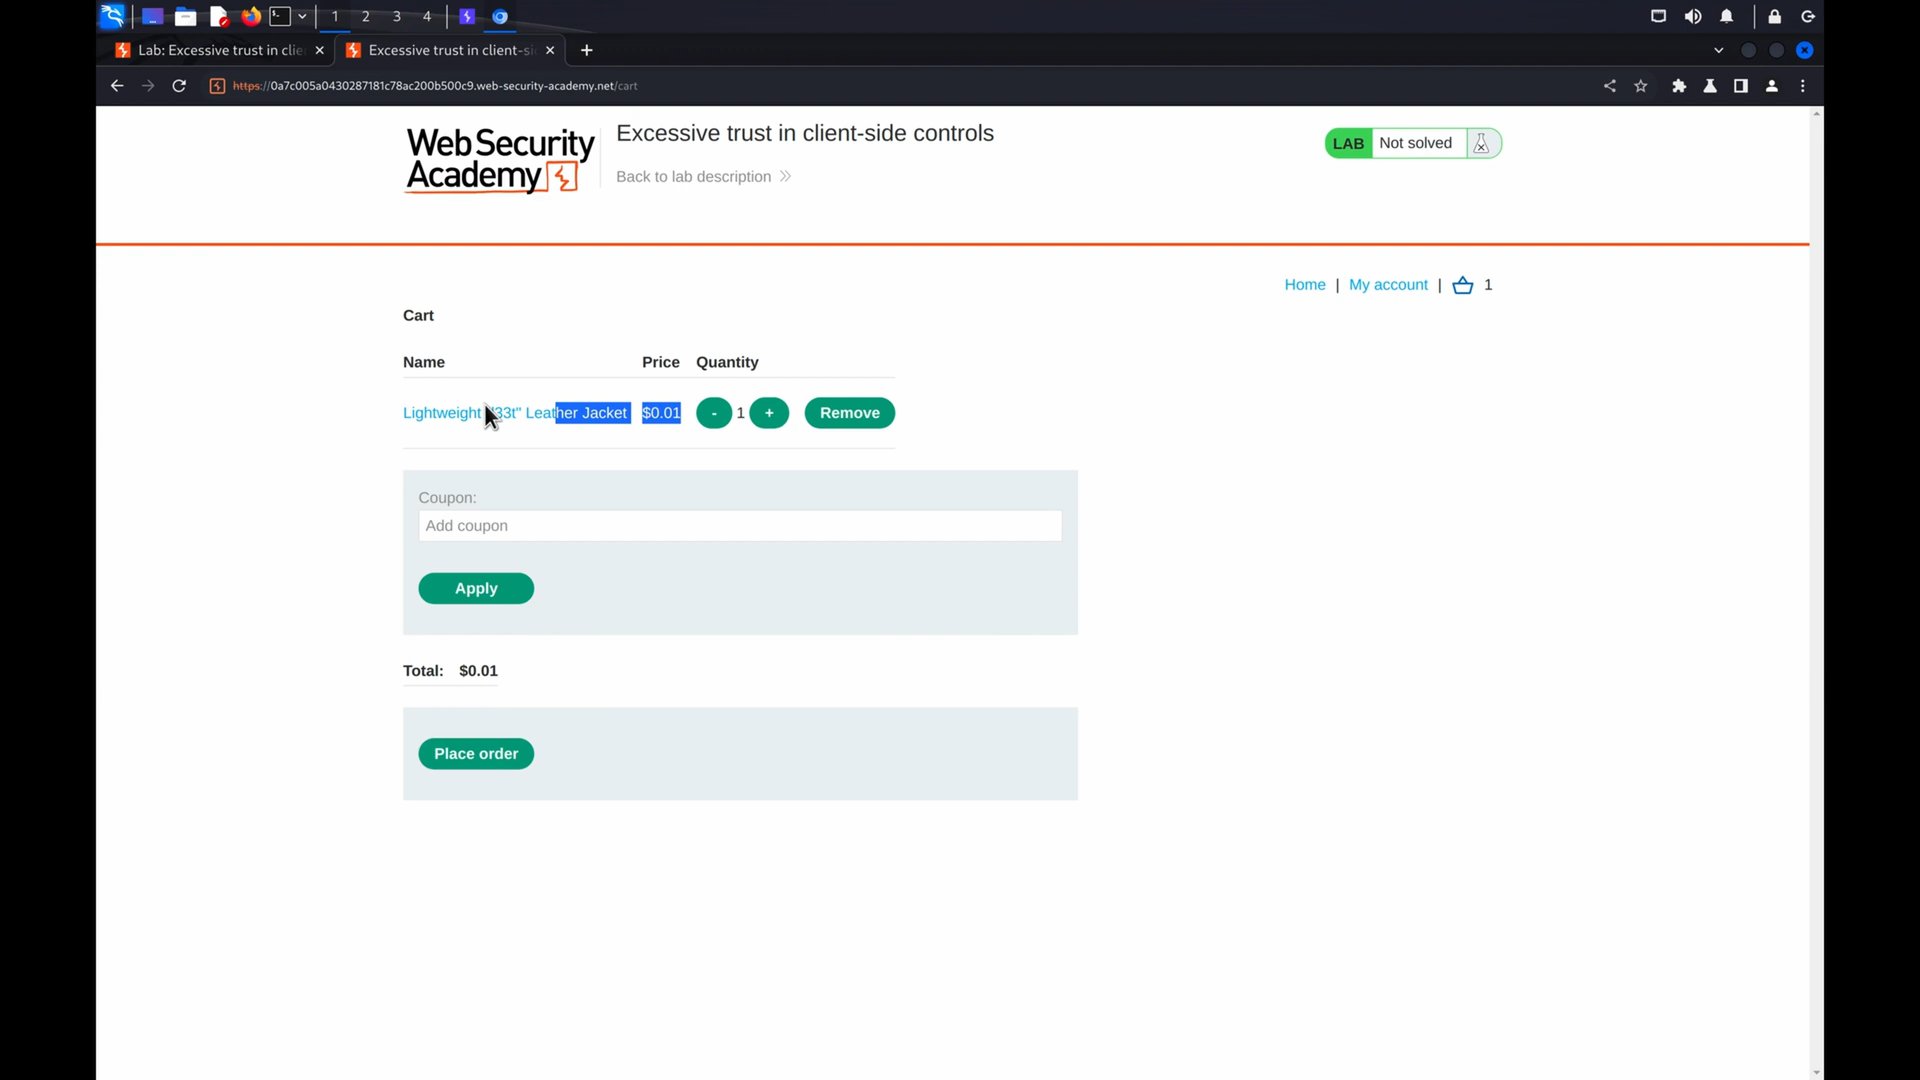 1 2 3 4
Lab: Excessive trust in clie
Excessive trust in client-si
https://0a7c005a0430287181c78ac200b500c9.web-security-academy.net/cart
Web Security
Academy
Excessive trust in client-side controls
Back to lab description
LAB Not solved
Home | My account | 1
Cart
Name Price Quantity
Lightweight "l33t" Leather Jacket $0.01 - 1 + Remove
Coupon:
Add coupon
Apply
Total: $0.01
Place order